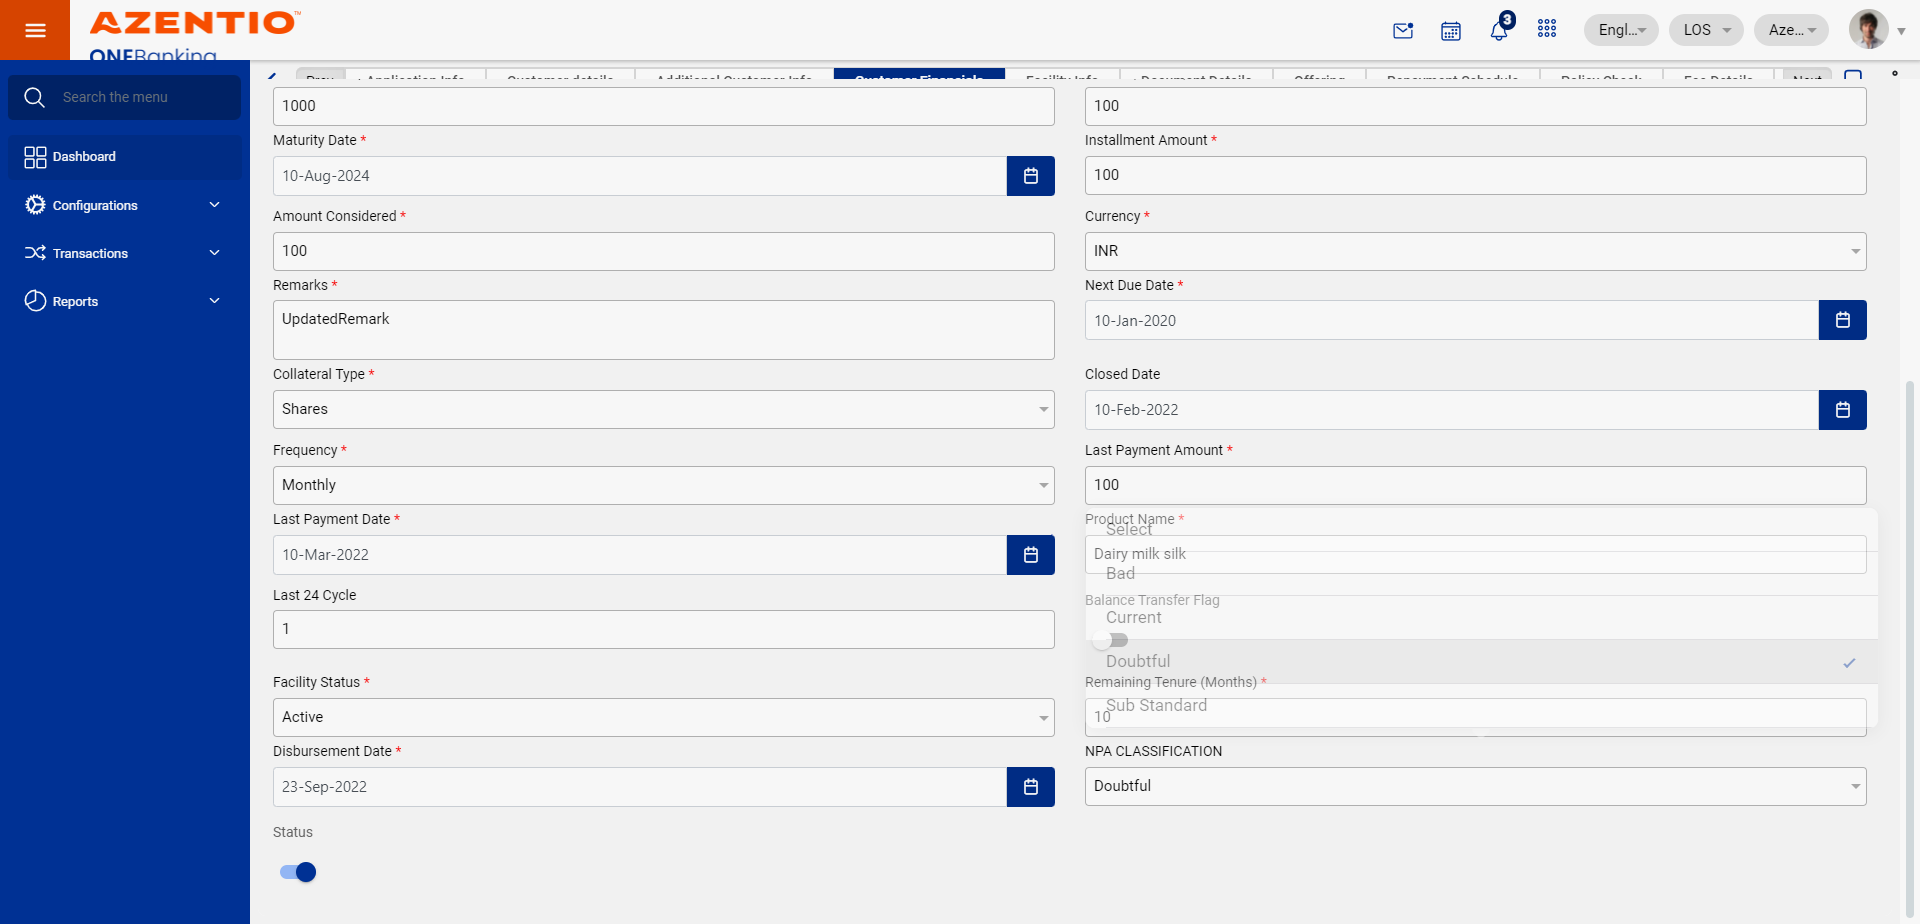 AZENTIO™
ONEBanking
3
Engl...
LOS
Aze...
Search the menu
Dashboard
Configurations
Transactions
Reports
Prev
Application Info
Customer details
Additional Customer Info
Customer Financials
Facility Info
Document Details
Offering
Repayment Schedule
Policy Check
Fee Details
Next
1000
100
Maturity Date *
Installment Amount *
10-Aug-2024
100
Amount Considered *
Currency *
100
INR
Remarks *
Next Due Date *
UpdatedRemark
10-Jan-2020
Collateral Type *
Closed Date
Shares
10-Feb-2022
Frequency *
Last Payment Amount *
Monthly
100
Last Payment Date *
Product Name *
Select
10-Mar-2022
Dairy milk silk
Bad
Last 24 Cycle
Balance Transfer Flag
Current
1
Doubtful
Facility Status *
Remaining Tenure (Months) *
Sub Standard
Active
10
Disbursement Date *
NPA CLASSIFICATION
23-Sep-2022
Doubtful
Status